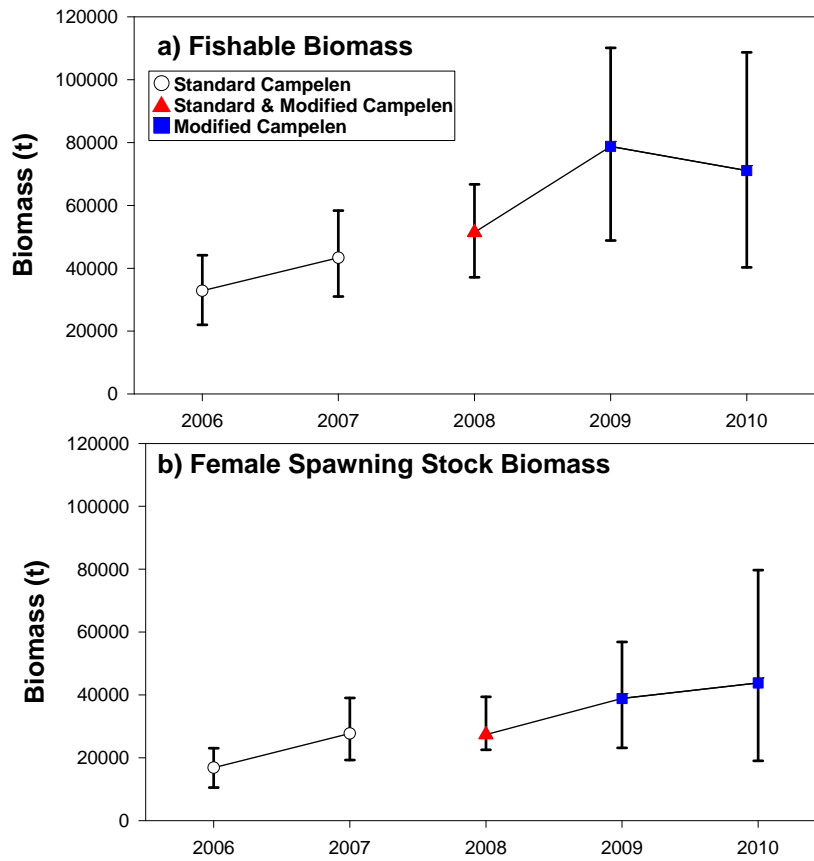 a) Fishable Biomass
Standard Campelen
Standard & Modified Campelen
Modified Campelen
Biomass (t)
120000
100000
80000
60000
40000
20000
0
2006 2007 2008 2009 2010
b) Female Spawning Stock Biomass
Biomass (t)
120000
100000
80000
60000
40000
20000
0
2006 2007 2008 2009 2010